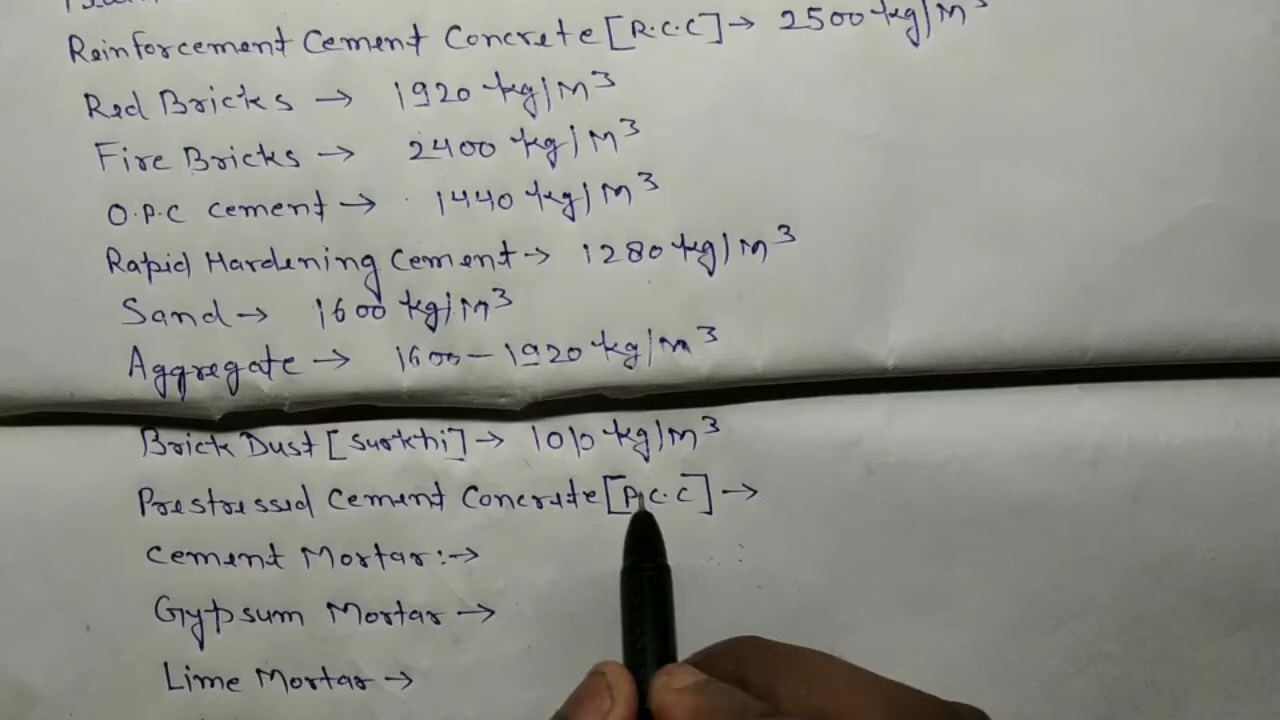 Reinforcement Cement Concrete [R.C.C] → 2500 kg/m³
Red Bricks → 1920 kg/m³
Fire Bricks → 2400 kg/m³
O.P.C cement → 1440 kg/m³
Rapid Hardening Cement → 1280 kg/m³
Sand → 1600 kg/m³
Aggregate → 1600 – 1920 kg/m³
Brick Dust [Surkhi] → 1010 kg/m³
Prestressed Cement Concrete [P.C.C] →
Cement Mortar :→
Gypsum Mortar →
Lime Mortar →